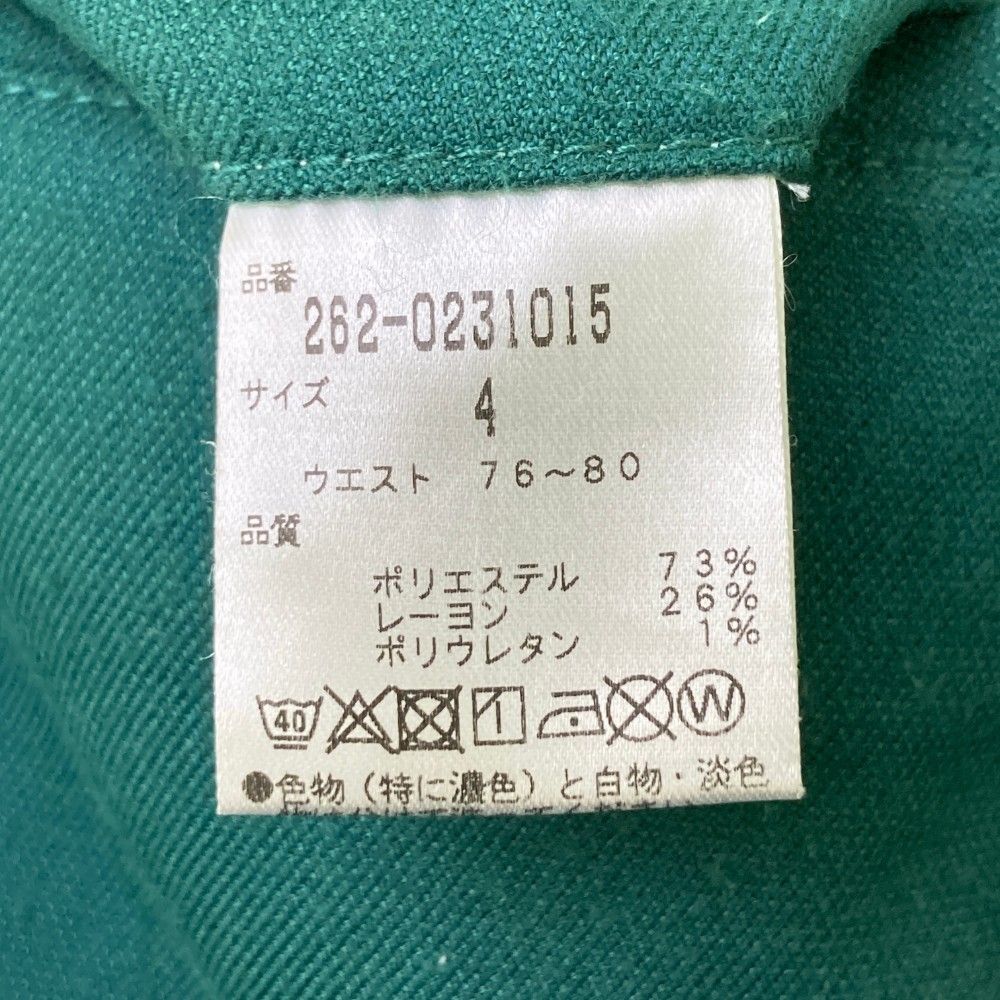 品番
262-0231015
サイズ 4
ウエスト 76～80
品質
ポリエステル 73%
レーヨン 26%
ポリウレタン 1%
40 W
●色物（特に濃色）と白物・淡色